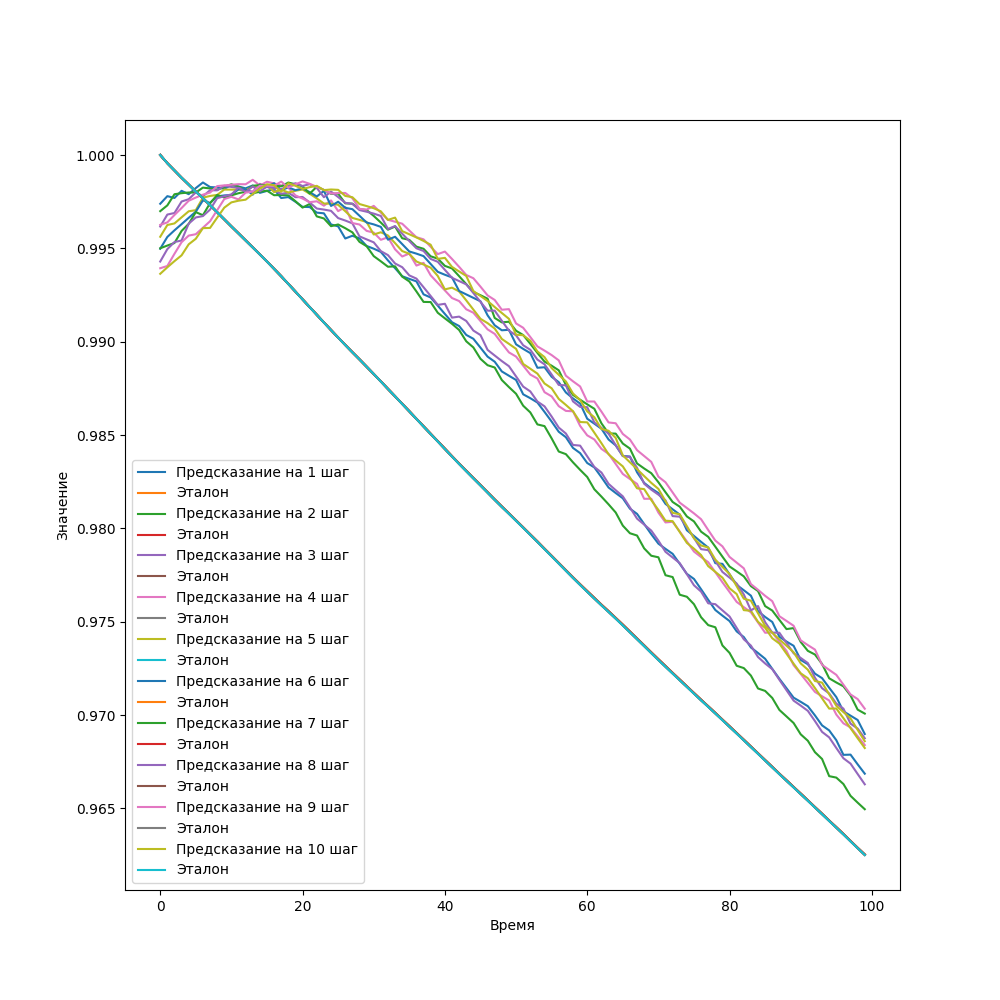 1.000
0.995
0.990
0.985
0.980
0.975
0.970
0.965
Значение
Предсказание на 1 шаг
Эталон
Предсказание на 2 шаг
Эталон
Предсказание на 3 шаг
Эталон
Предсказание на 4 шаг
Эталон
Предсказание на 5 шаг
Эталон
Предсказание на 6 шаг
Эталон
Предсказание на 7 шаг
Эталон
Предсказание на 8 шаг
Эталон
Предсказание на 9 шаг
Эталон
Предсказание на 10 шаг
Эталон
0 20 40 60 80 100
Время